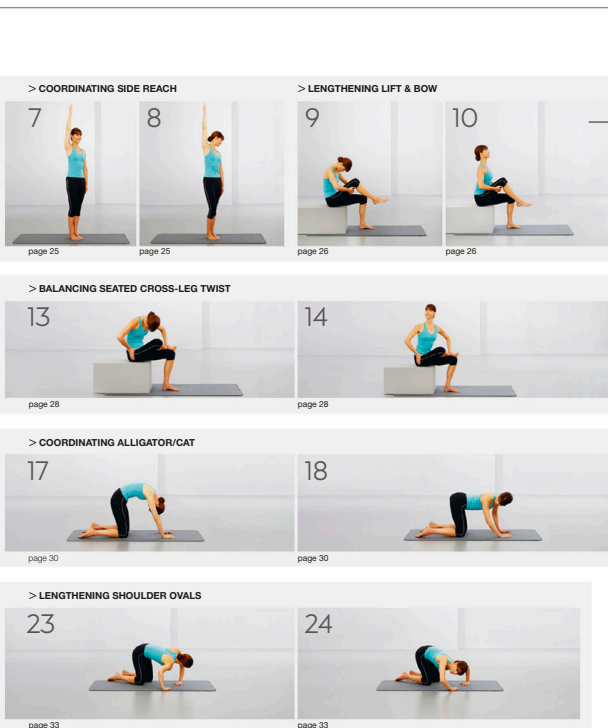 > COORDINATING SIDE REACH
> LENGTHENING LIFT & BOW
7
8
9
10
page 25
page 25
page 26
page 26
> BALANCING SEATED CROSS-LEG TWIST
13
14
page 28
page 28
> COORDINATING ALLIGATOR/CAT
17
18
page 30
page 30
> LENGTHENING SHOULDER OVALS
23
24
page 33
page 33